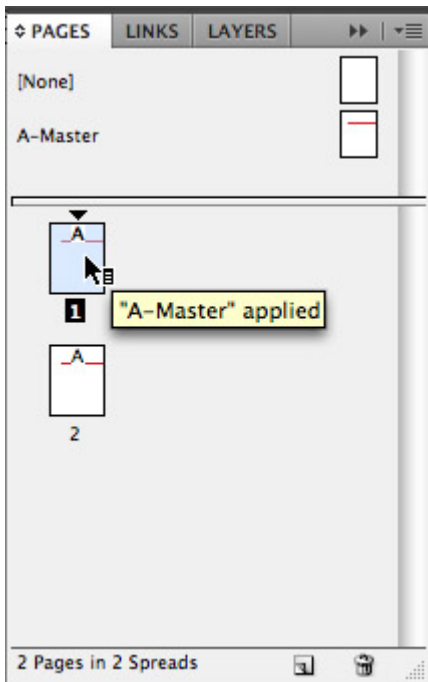 PAGES LINKS LAYERS
[None]
A-Master
A
1
"A-Master" applied
A
2
2 Pages in 2 Spreads